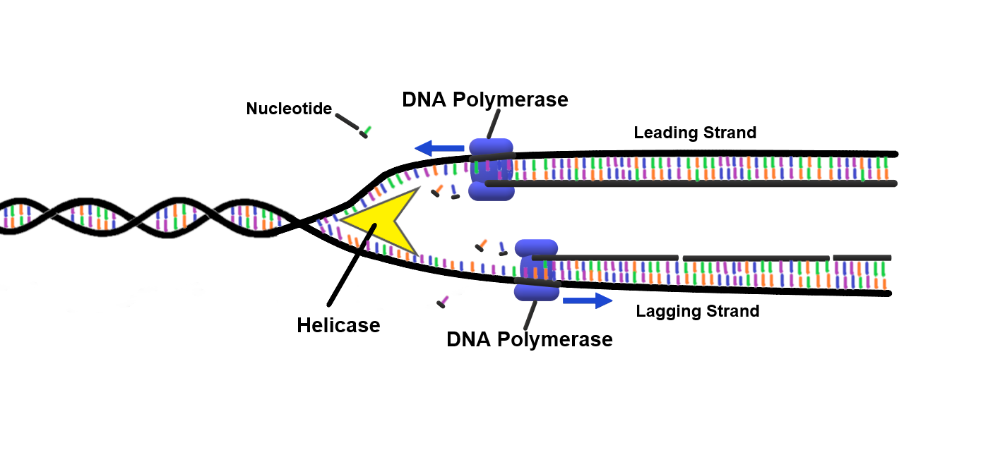 DNA Polymerase
Nucleotide
Leading Strand
Lagging Strand
Helicase
DNA Polymerase